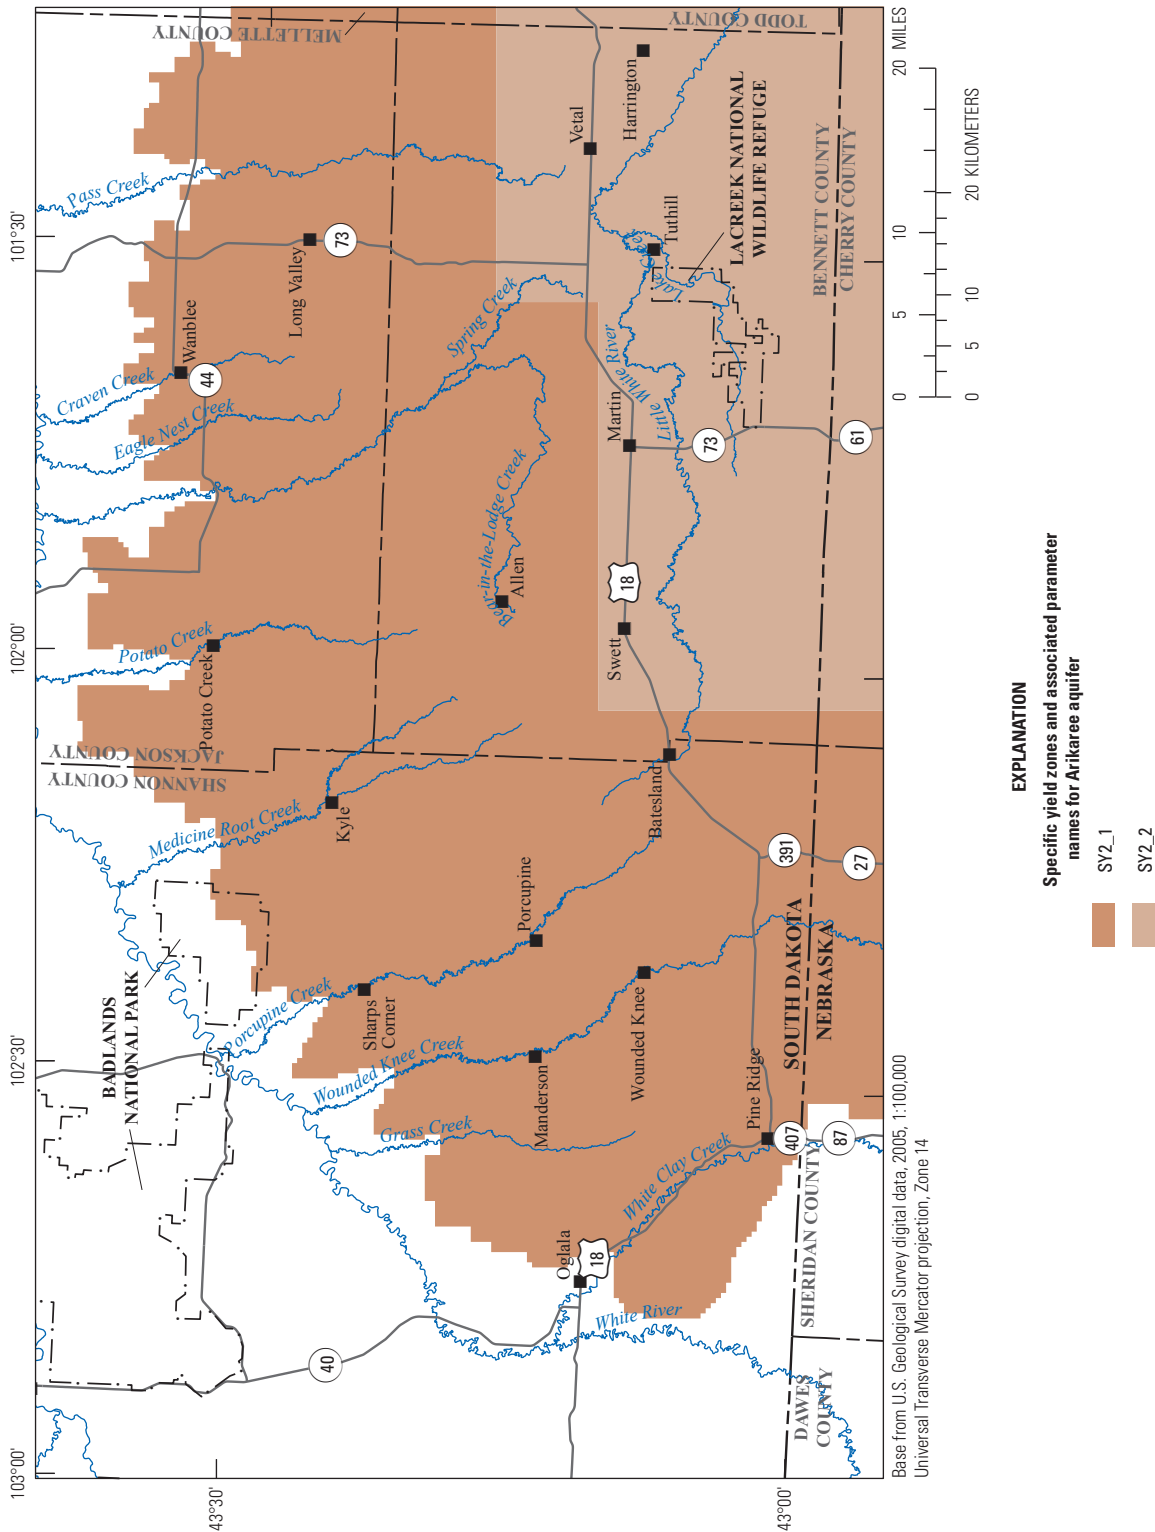 103°00'
102°30'
102°00'
101°30'
43°30'
43°00'
BADLANDS
NATIONAL PARK
SHANNON COUNTY
JACKSON COUNTY
MELLETTE COUNTY
TODD COUNTY
BENNETT COUNTY
CHERRY COUNTY
SOUTH DAKOTA
NEBRASKA
SHERIDAN COUNTY
DAWES
COUNTY
LACREEK NATIONAL
WILDLIFE REFUGE
Pass Creek
Craven Creek
Eagle Nest Creek
Potato Creek
Medicine Root Creek
Porcupine Creek
Wounded Knee Creek
Grass Creek
White Clay Creek
White River
Bear-in-the-Lodge Creek
Spring Creek
Little White River
Lake Creek
Wanblee
Long Valley
Potato Creek
Kyle
Sharps
Corner
Porcupine
Manderson
Wounded Knee
Oglala
Pine Ridge
Batesland
Allen
Swett
Martin
Vetal
Harrington
Tuthill
44
73
73
61
18
18
40
391
27
407
87
Base from U.S. Geological Survey digital data, 2005, 1:100,000
Universal Transverse Mercator projection, Zone 14
0 5 10 20 MILES
0 5 10 20 KILOMETERS
EXPLANATION
Specific yield zones and associated parameter
names for Arikaree aquifer
SY2_1
SY2_2